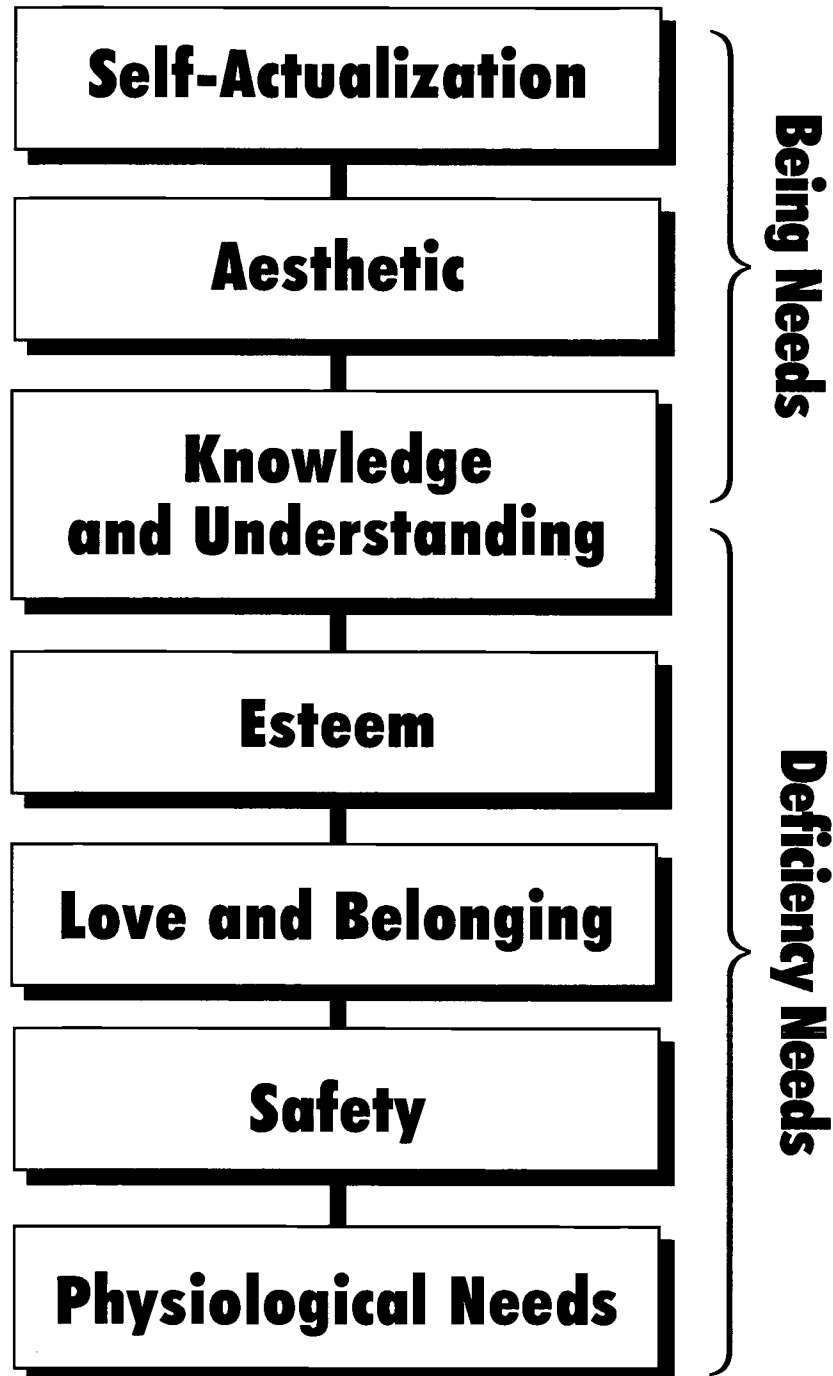 Self-Actualization
Aesthetic
Knowledge
and Understanding
Esteem
Love and Belonging
Safety
Physiological Needs
Being Needs
Deficiency Needs